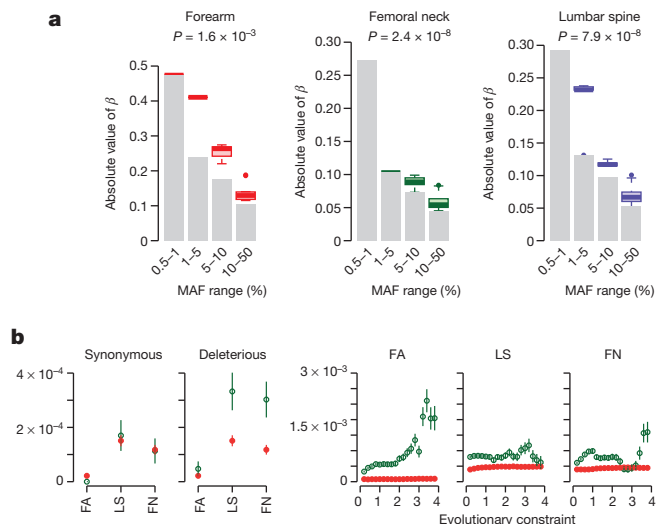 a
Forearm
P = 1.6 × 10⁻³
Absolute value of β
0.5
0.4
0.3
0.2
0.1
0
0.5–1
1–5
5–10
10–50
MAF range (%)
Femoral neck
P = 2.4 × 10⁻⁸
Absolute value of β
0.30
0.25
0.20
0.15
0.10
0.05
0.00
0.5–1
1–5
5–10
10–50
MAF range (%)
Lumbar spine
P = 7.9 × 10⁻⁸
Absolute value of β
0.30
0.25
0.20
0.15
0.10
0.05
0.00
0.5–1
1–5
5–10
10–50
MAF range (%)
b
Synonymous
Deleterious
4 × 10⁻⁴
2 × 10⁻⁴
0
FA
LS
FN
FA
LS
FN
FA
LS
FN
3 × 10⁻³
1.5 × 10⁻³
0
0 1 2 3 4
0 1 2 3 4
0 1 2 3 4
Evolutionary constraint